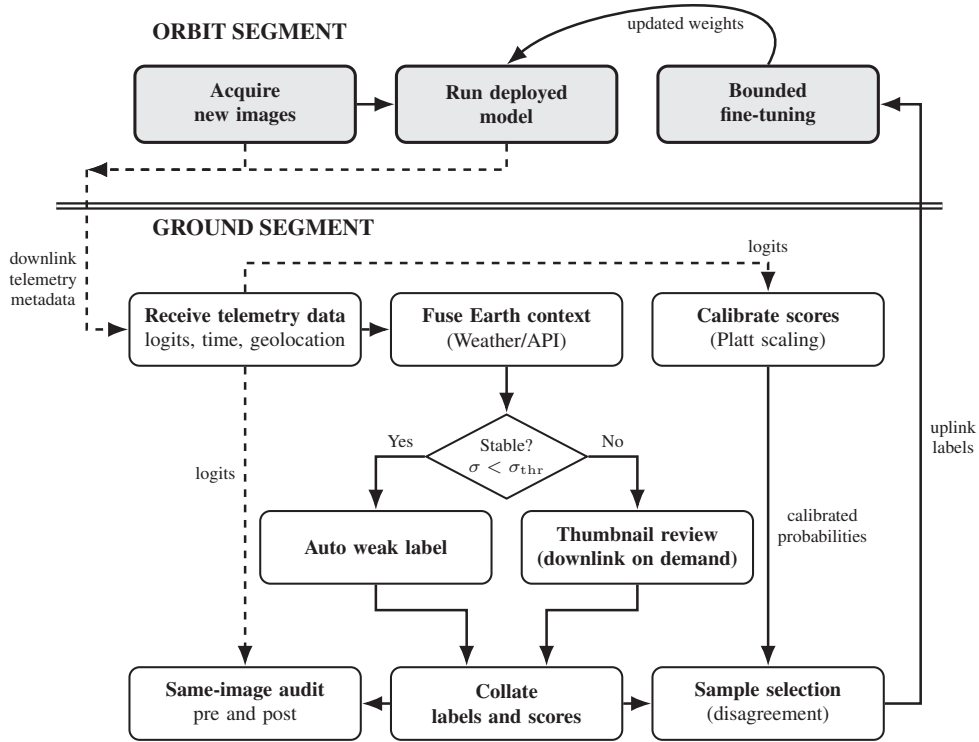 ORBIT SEGMENT
updated weights
Acquire
new images
Run deployed
model
Bounded
fine-tuning
GROUND SEGMENT
downlink
telemetry
metadata
logits
Receive telemetry data
logits, time, geolocation
Fuse Earth context
(Weather/API)
Calibrate scores
(Platt scaling)
Yes
Stable?
σ < σthr
No
logits
uplink
labels
Auto weak label
Thumbnail review
(downlink on demand)
calibrated
probabilities
Same-image audit
pre and post
Collate
labels and scores
Sample selection
(disagreement)